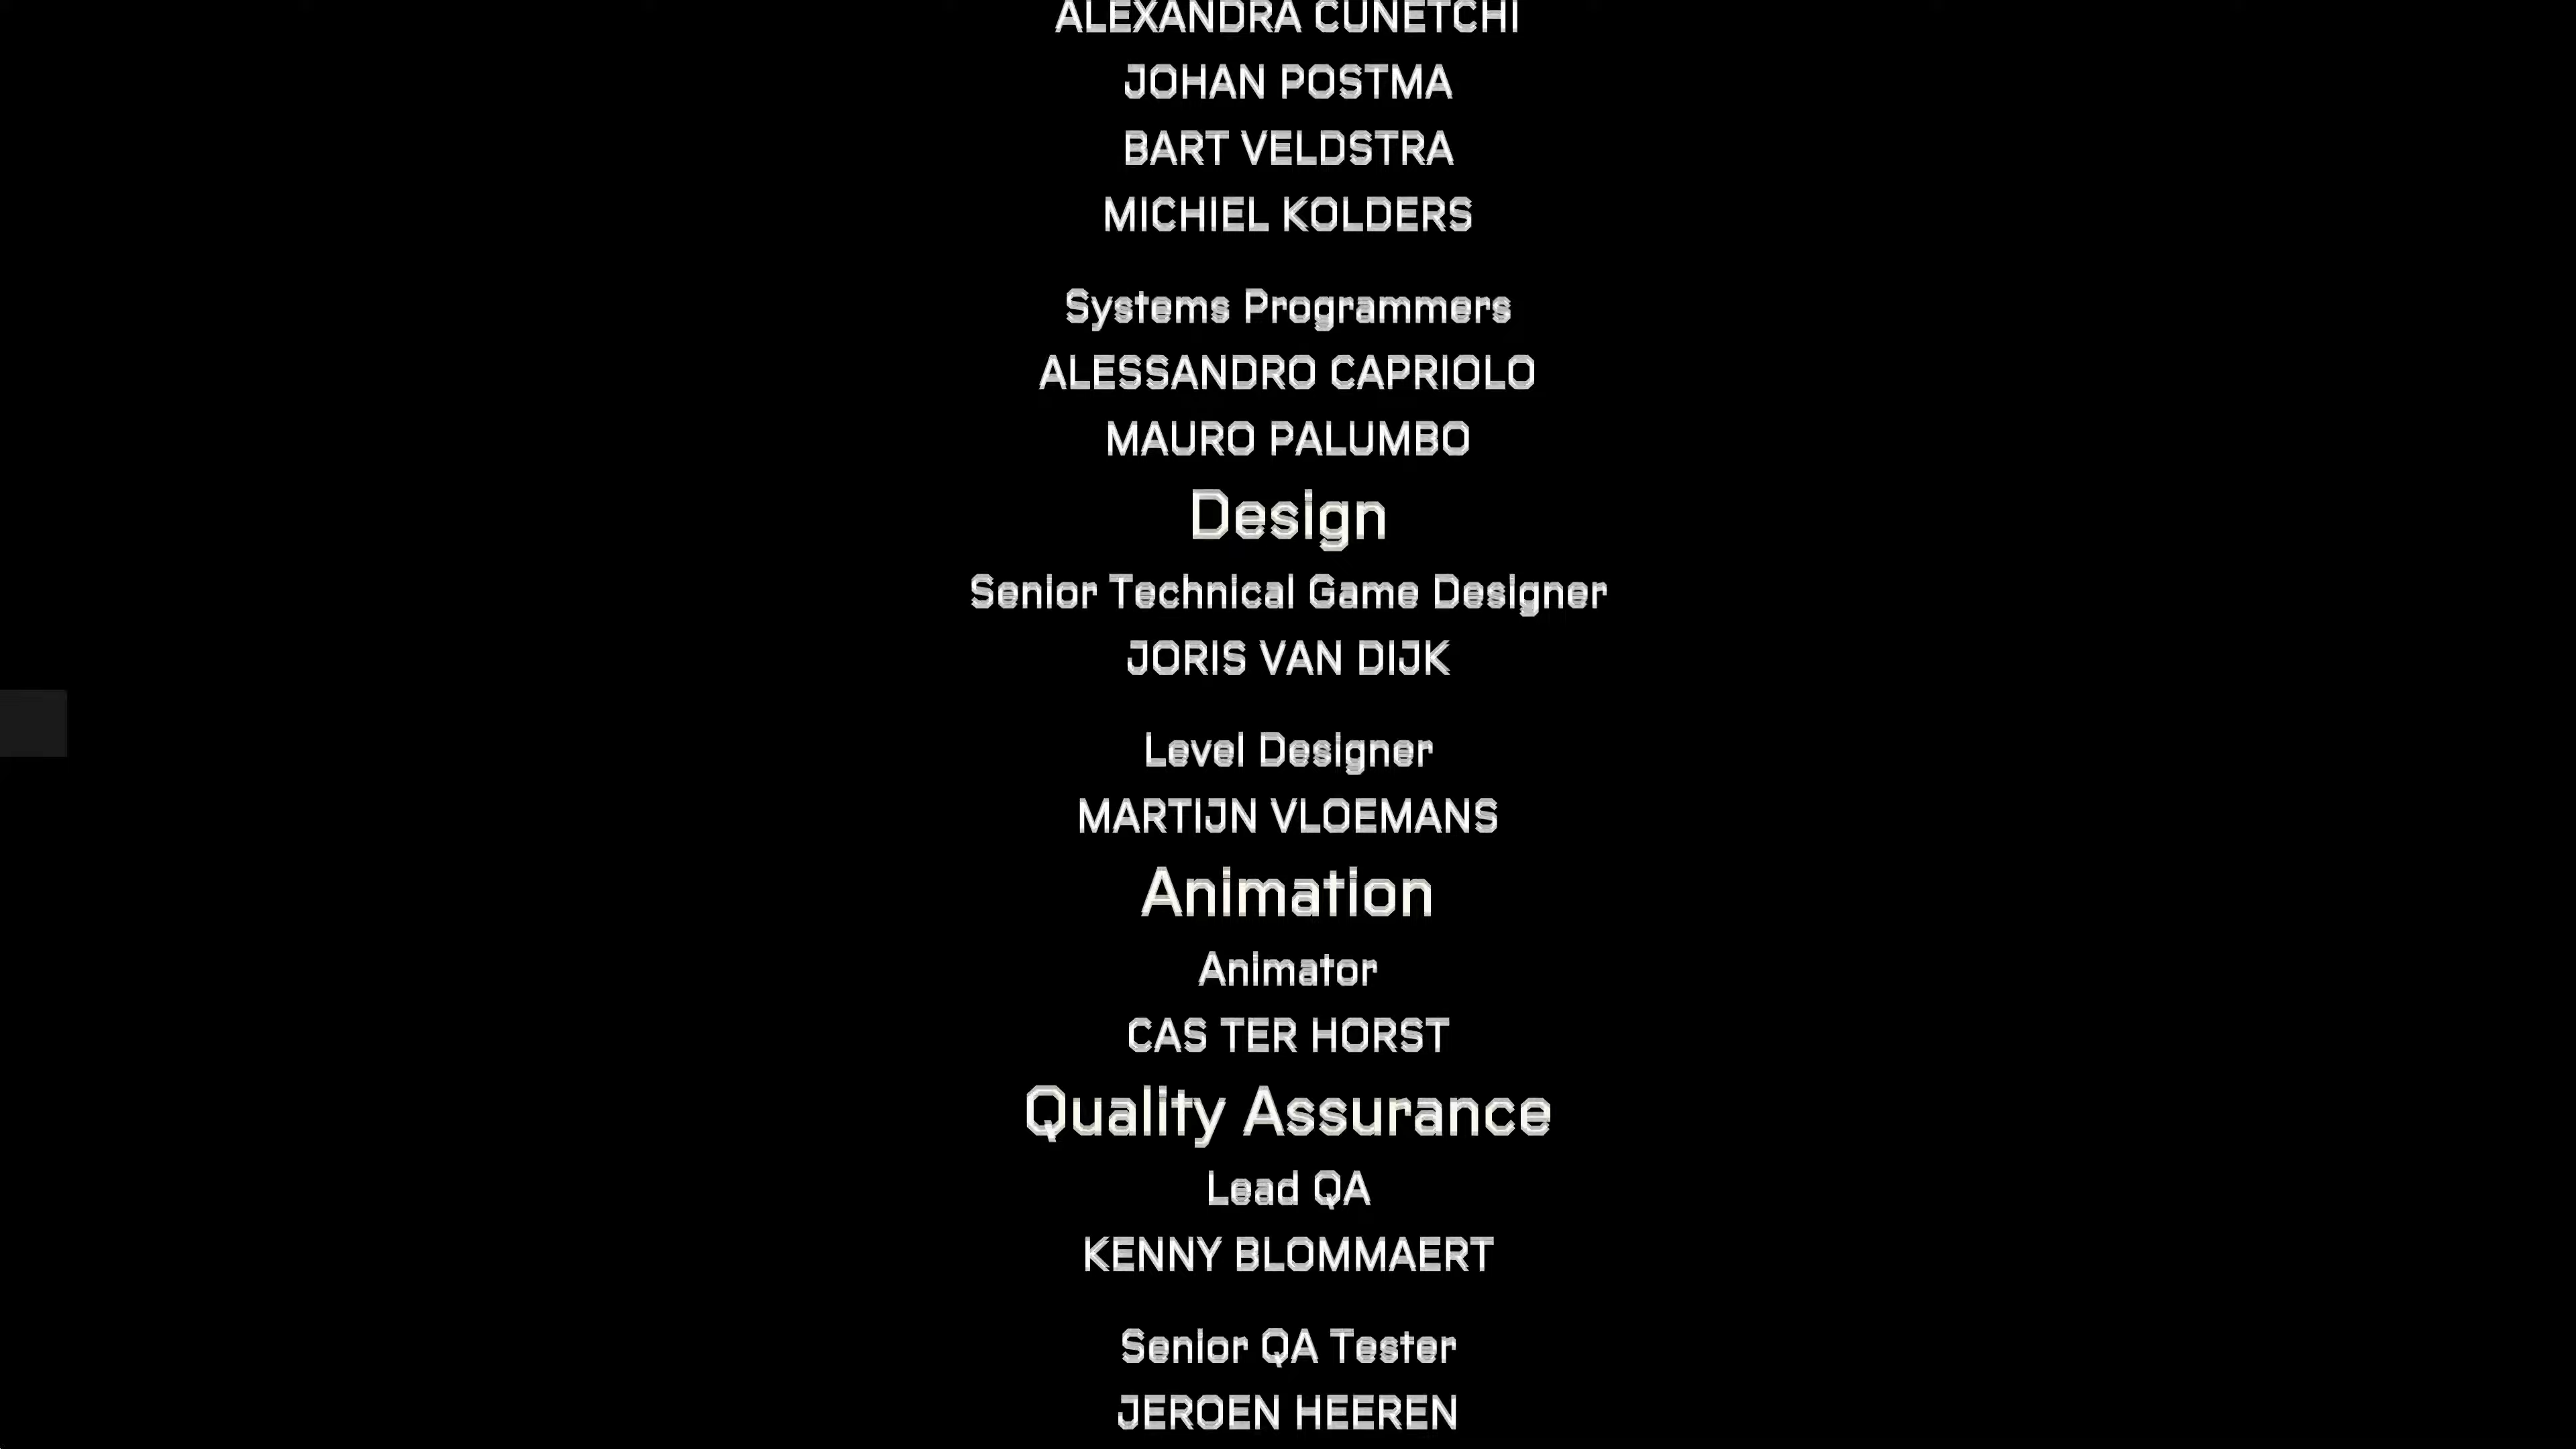 ALEXANDRA CUNETCHI
JOHAN POSTMA
BART VELDSTRA
MICHIEL KOLDERS
Systems Programmers
ALESSANDRO CAPRIOLO
MAURO PALUMBO
Design
Senior Technical Game Designer
JORIS VAN DIJK
Level Designer
MARTIJN VLOEMANS
Animation
Animator
CAS TER HORST
Quality Assurance
Lead QA
KENNY BLOMMAERT
Senior QA Tester
JEROEN HEEREN